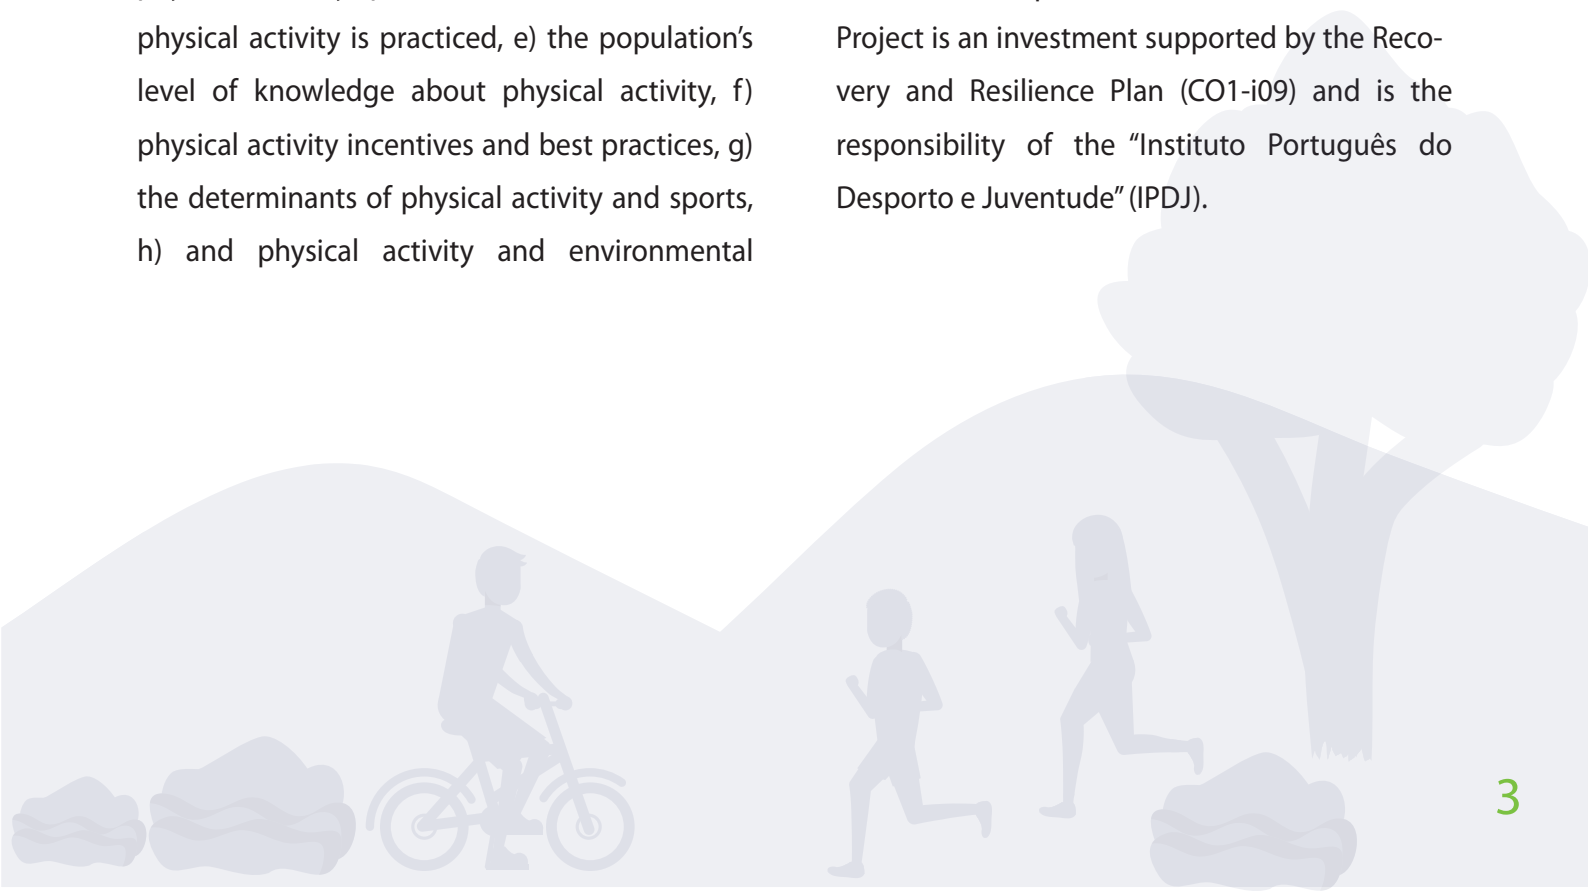 physical activity is practiced, e) the population’s
level of knowledge about physical activity, f)
physical activity incentives and best practices, g)
the determinants of physical activity and sports,
h) and physical activity and environmental
Project is an investment supported by the Reco-
very and Resilience Plan (CO1-i09) and is the
responsibility of the “Instituto Português do
Desporto e Juventude” (IPDJ).
3